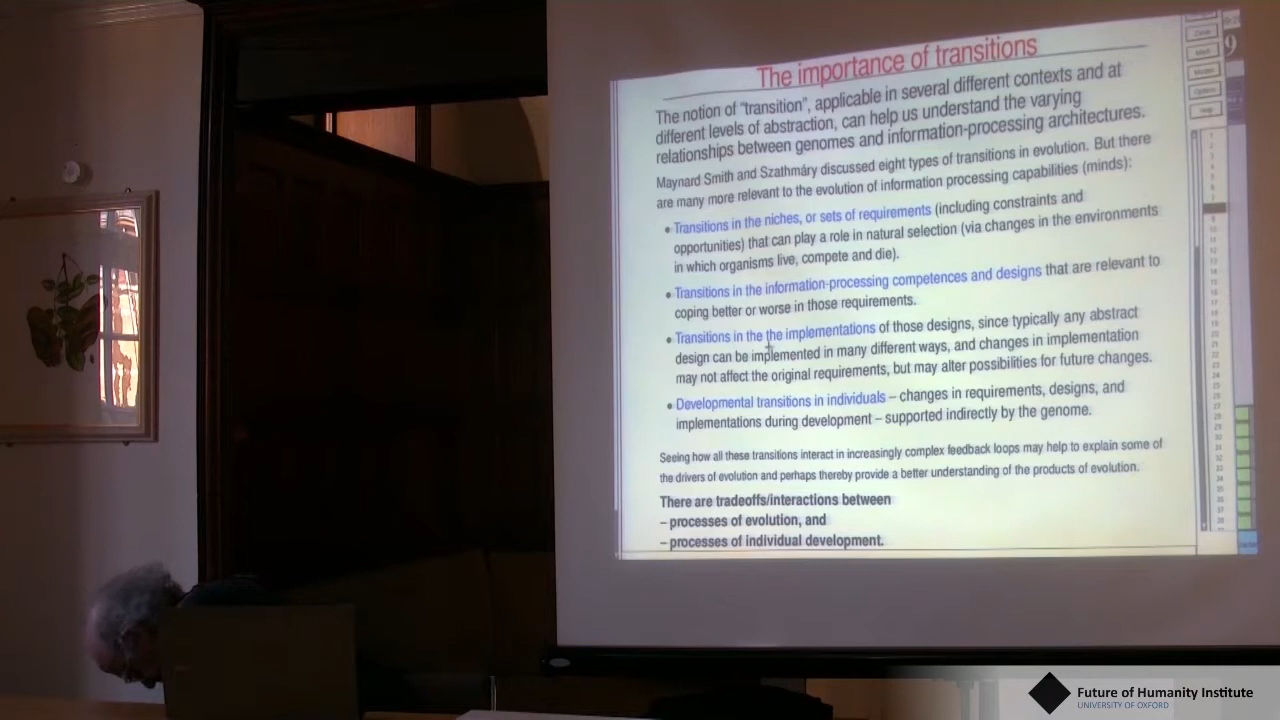 The importance of transitions
The notion of "transition", applicable in several different contexts and at
different levels of abstraction, can help us understand the varying
relationships between genomes and information-processing architectures.
Maynard Smith and Szathmáry discussed eight types of transitions in evolution. But there
are many more relevant to the evolution of information processing capabilities (minds):
• Transitions in the niches, or sets of requirements (including constraints and
opportunities) that can play a role in natural selection (via changes in the environments
in which organisms live, compete and die).
• Transitions in the information-processing competences and designs that are relevant to
coping better or worse in those requirements.
• Transitions in the the implementations of those designs, since typically any abstract
design can be implemented in many different ways, and changes in implementation
may not affect the original requirements, but may alter possibilities for future changes.
• Developmental transitions in individuals – changes in requirements, designs, and
implementations during development – supported indirectly by the genome.
Seeing how all these transitions interact in increasingly complex feedback loops may help to explain some of
the drivers of evolution and perhaps thereby provide a better understanding of the products of evolution.
There are tradeoffs/interactions between
– processes of evolution, and
– processes of individual development.
Future of Humanity Institute
UNIVERSITY OF OXFORD